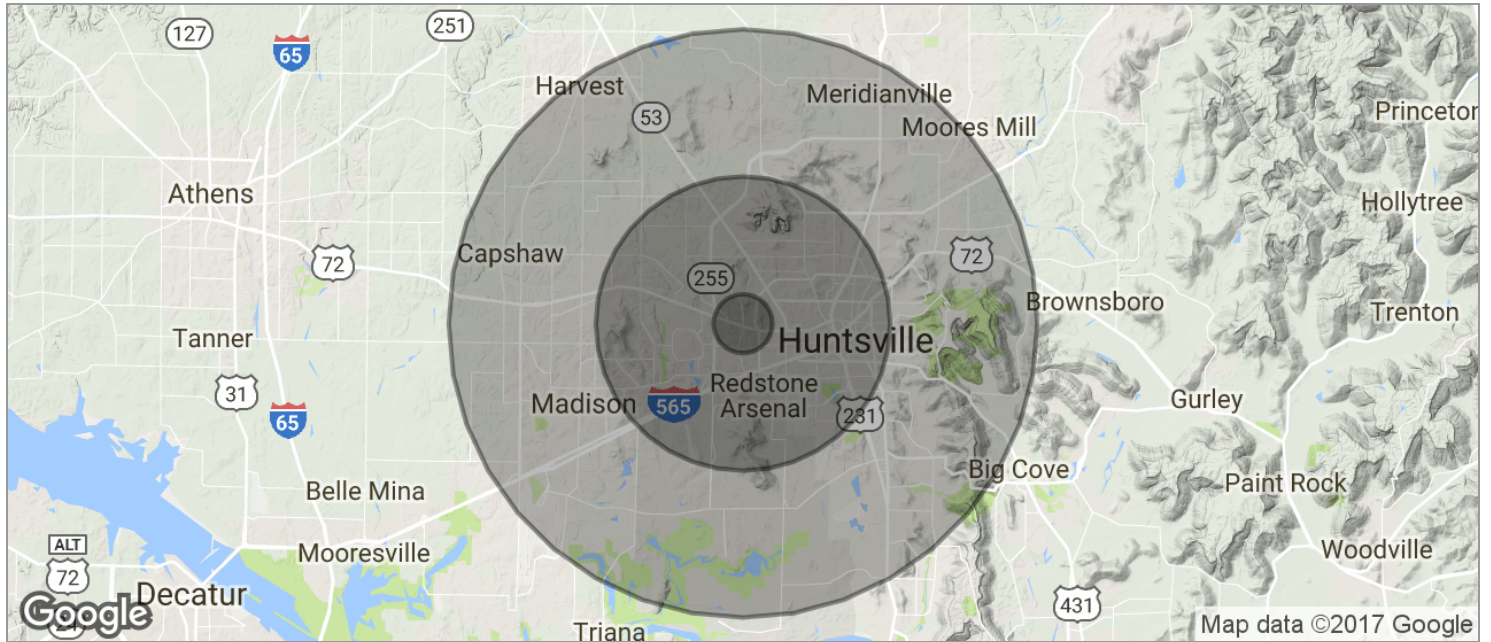 127
251
65
Harvest
Meridianville
53
Moores Mill
Princeton
Athens
Hollytree
Capshaw
72
72
255
Brownsboro
Trenton
Tanner
Huntsville
31
65
Madison
565
Redstone
Arsenal
231
Gurley
Big Cove
Belle Mina
Paint Rock
ALT
72
Mooresville
Woodville
Decatur
431
Google
Triana
Map data ©2017 Google